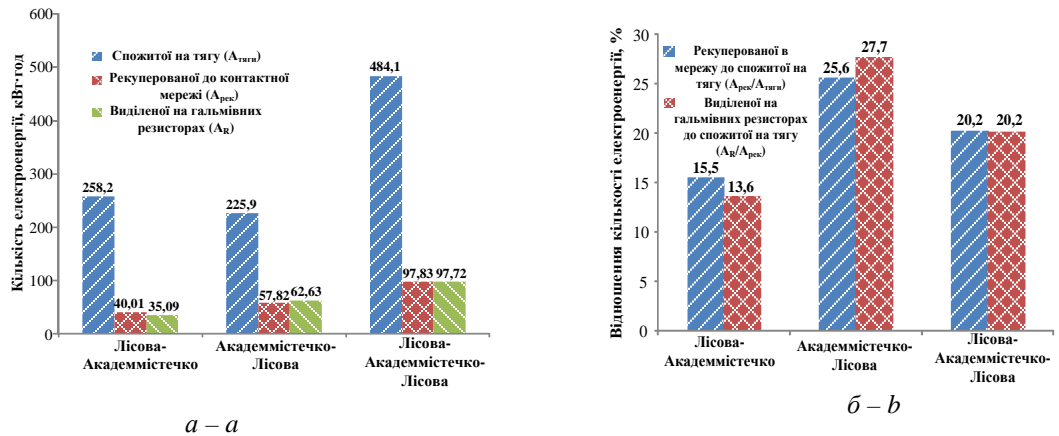 Кількість електроенергії, кВт·год
600
500
400
300
200
100
0
Спожитої на тягу (Aтяги)
Рекуперованої до контактної
мережі (Aрек)
Виділеної на гальмівних
резисторах (AR)
258,2
40,01
35,09
225,9
57,82
62,63
484,1
97,83
97,72
Лісова-
Академмістечко
Академмістечко-
Лісова
Лісова-
Академмістечко-
Лісова
а – a
Відношення кількості електроенергії, %
35
30
25
20
15
10
5
0
Рекуперованої в
мережу до спожитої на
тягу (Aрек/Aтяги)
Виділеної на
гальмівних резисторах
до спожитої на тягу
(AR/Aрек)
15,5
13,6
25,6
27,7
20,2
20,2
Лісова-
Академмістечко
Академмістечко-
Лісова
Лісова-
Академмістечко-
Лісова
б – b